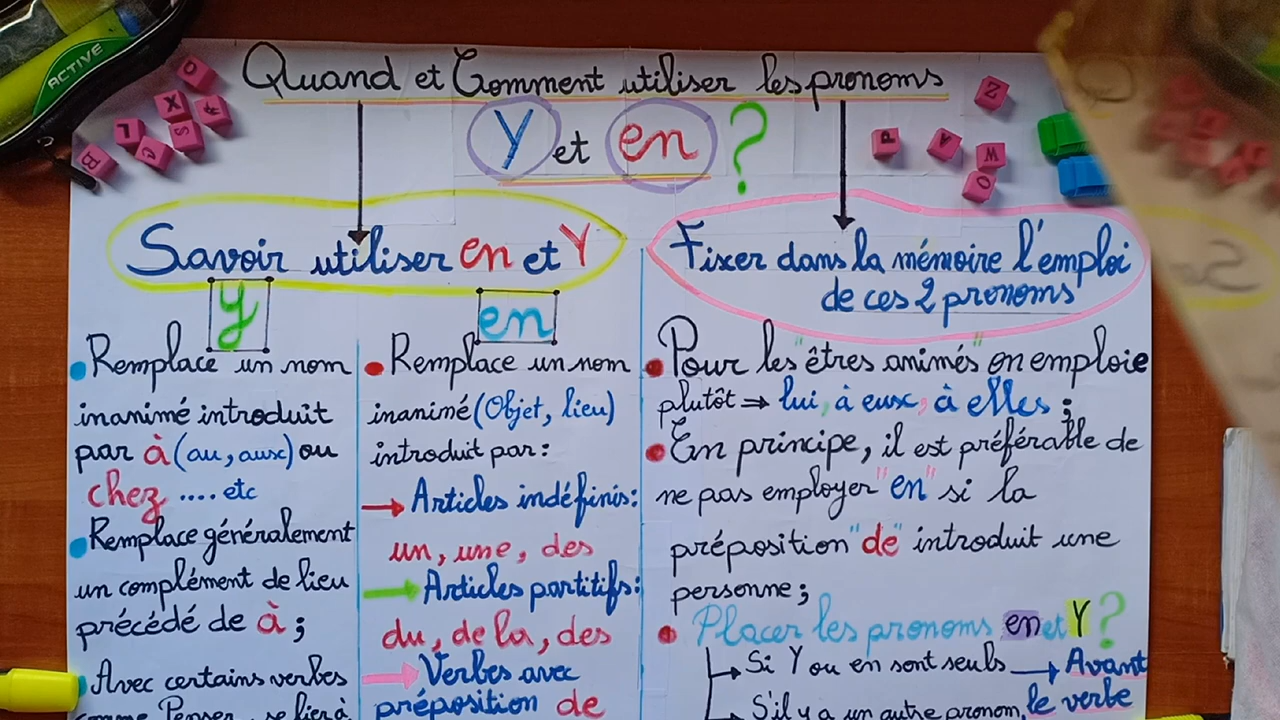 ACTIVE
Quand et Comment utiliser les pronoms
Y et en ?
Savoir utiliser en et Y
y
Remplace un nom
inanimé introduit
par à (au, aux) ou
chez .... etc
Remplace généralement
un complément de lieu
précédé de à ;
Avec certains verbes
comme Penser, se fier à
en
Remplace un nom
inanimé (Objet, lieu)
introduit par :
Articles indéfinis :
un, une, des
Articles partitifs :
du, de la, des
Verbes avec
préposition de
Fixer dans la mémoire l'emploi
de ces 2 pronoms
Pour les "êtres animés" on emploie
plutôt ⇒ lui, à eux, à elles ;
En principe, il est préférable de
ne pas employer "en" si la
préposition "de" introduit une
personne ;
Placer les pronoms en et Y ?
Si Y ou en sont seuls → Avant
le verbe
S'il y a un autre pronom,